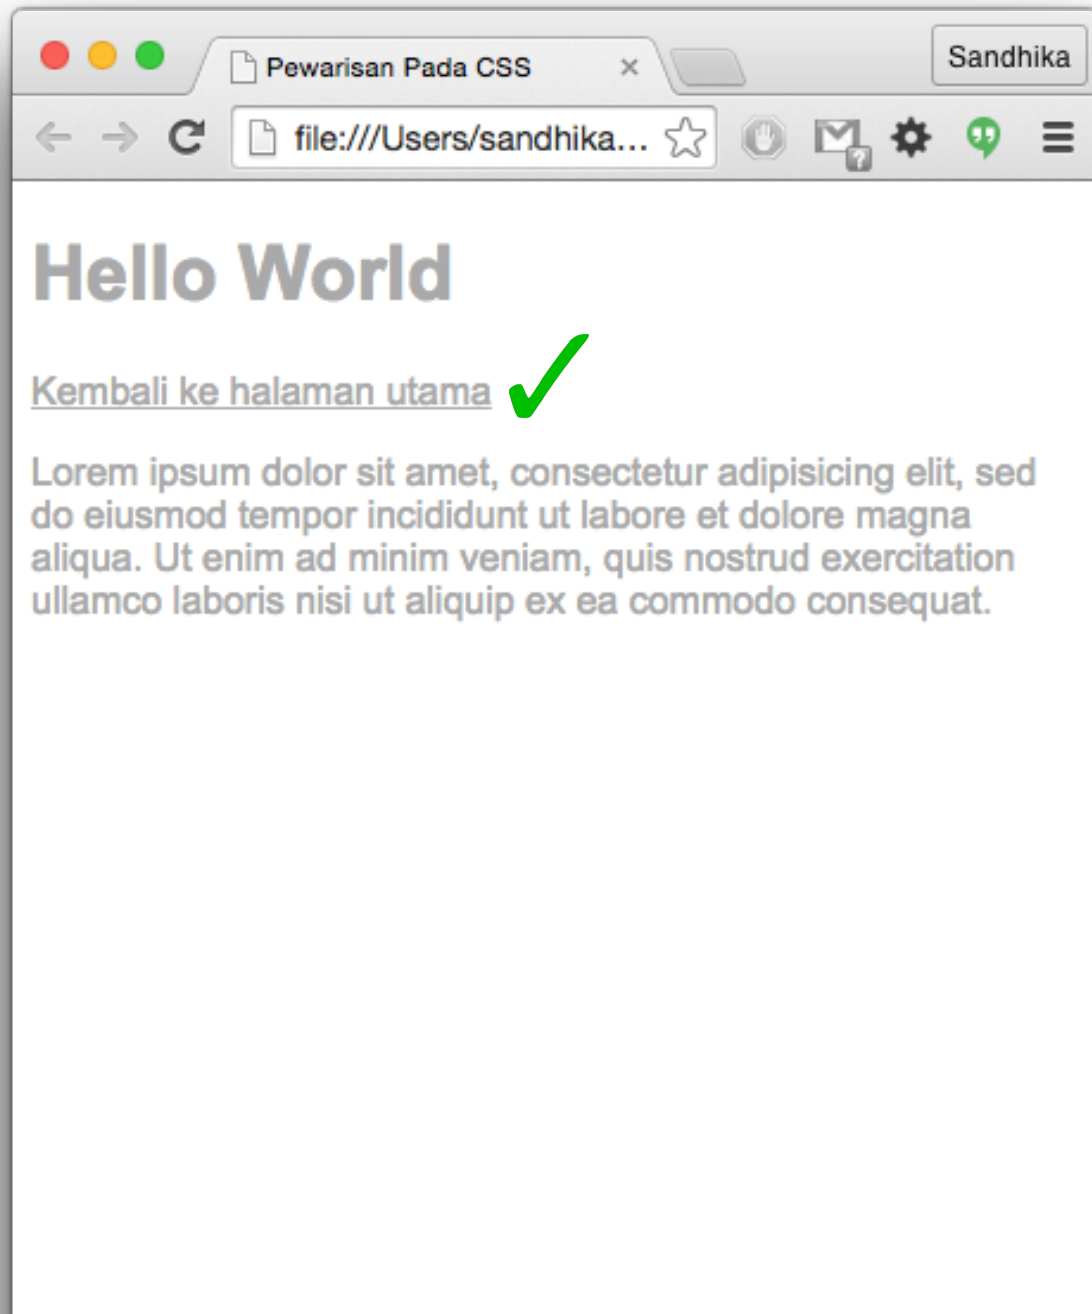 Pewarisan Pada CSS
Sandhika
file:///Users/sandhika...
Hello World
Kembali ke halaman utama
Lorem ipsum dolor sit amet, consectetur adipisicing elit, sed
do eiusmod tempor incididunt ut labore et dolore magna
aliqua. Ut enim ad minim veniam, quis nostrud exercitation
ullamco laboris nisi ut aliquip ex ea commodo consequat.